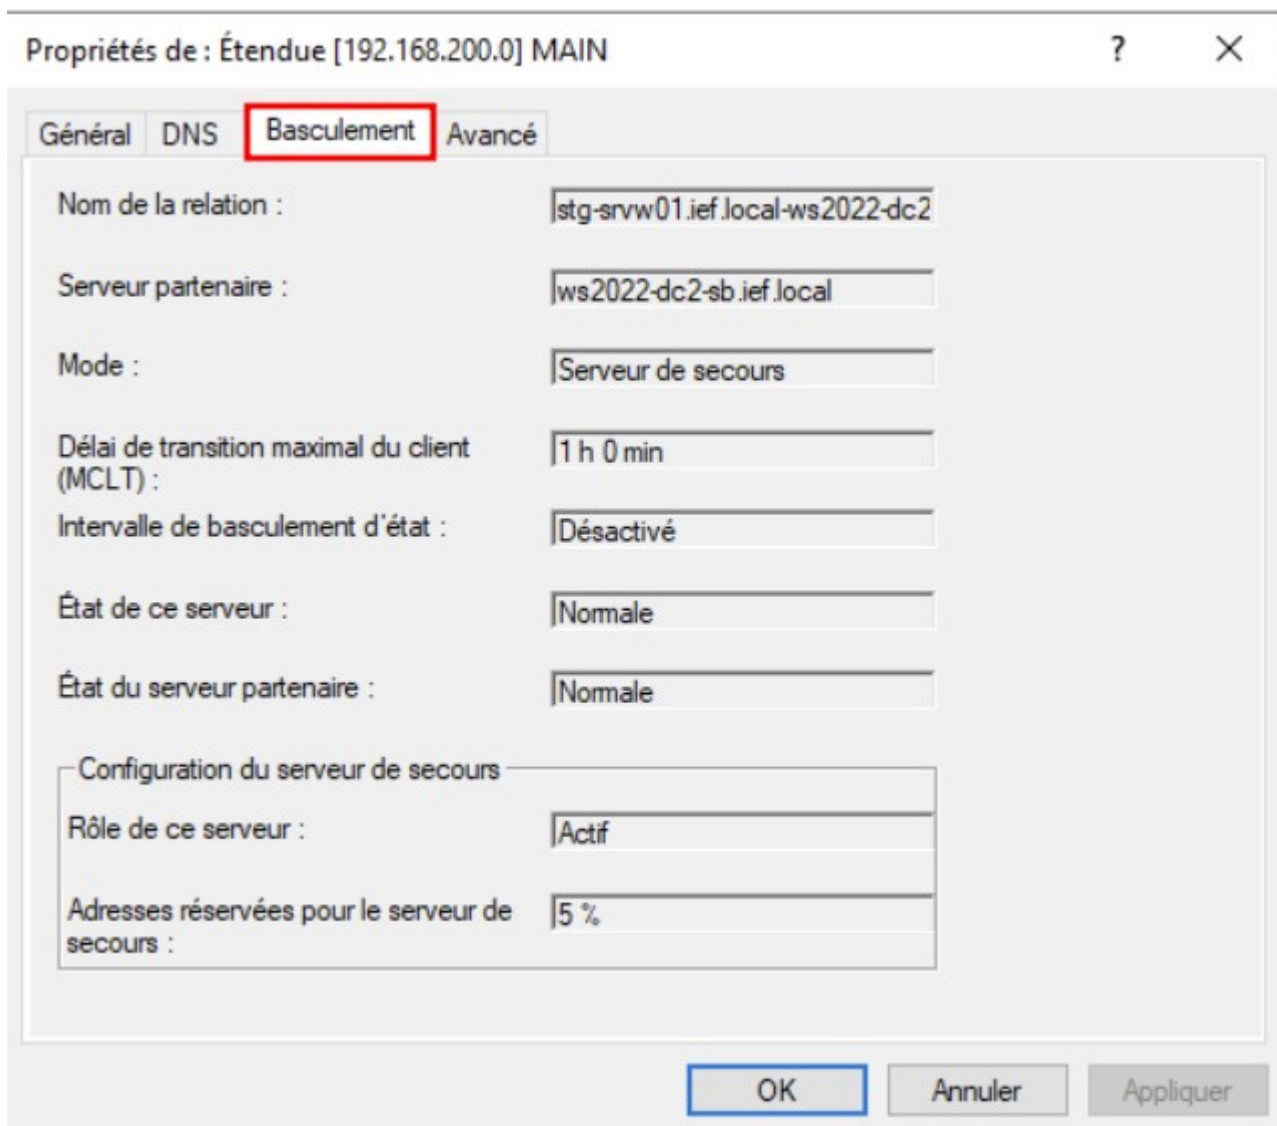 Propriétés de : Étendue [192.168.200.0] MAIN ? ×
Général DNS Basculement Avancé
Nom de la relation : stg-srvw01.ief.local-ws2022-dc2
Serveur partenaire : ws2022-dc2-sb.ief.local
Mode : Serveur de secours
Délai de transition maximal du client
(MCLT) : 1 h 0 min
Intervalle de basculement d'état : Désactivé
État de ce serveur : Normale
État du serveur partenaire : Normale
Configuration du serveur de secours
Rôle de ce serveur : Actif
Adresses réservées pour le serveur de
secours : 5 %
OK Annuler Appliquer